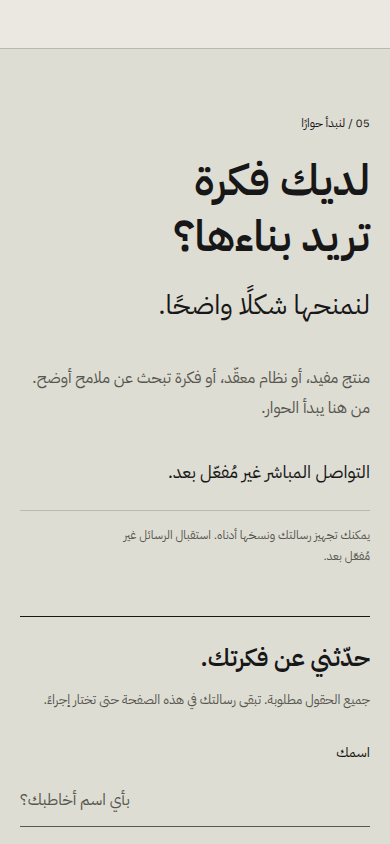 05 / لنبدأ حوارًا
لديك فكرة
تريد بناءها؟
لنمنحها شكلًا واضحًا.
منتج مفيد، أو نظام معقّد، أو فكرة تبحث عن ملامح أوضح.
من هنا يبدأ الحوار.
التواصل المباشر غير مُفعّل بعد.
يمكنك تجهيز رسالتك ونسخها أدناه. استقبال الرسائل غير
مُفعّل بعد.
حدّثني عن فكرتك.
جميع الحقول مطلوبة. تبقى رسالتك في هذه الصفحة حتى تختار إجراءً.
اسمك
بأي اسم أخاطبك؟